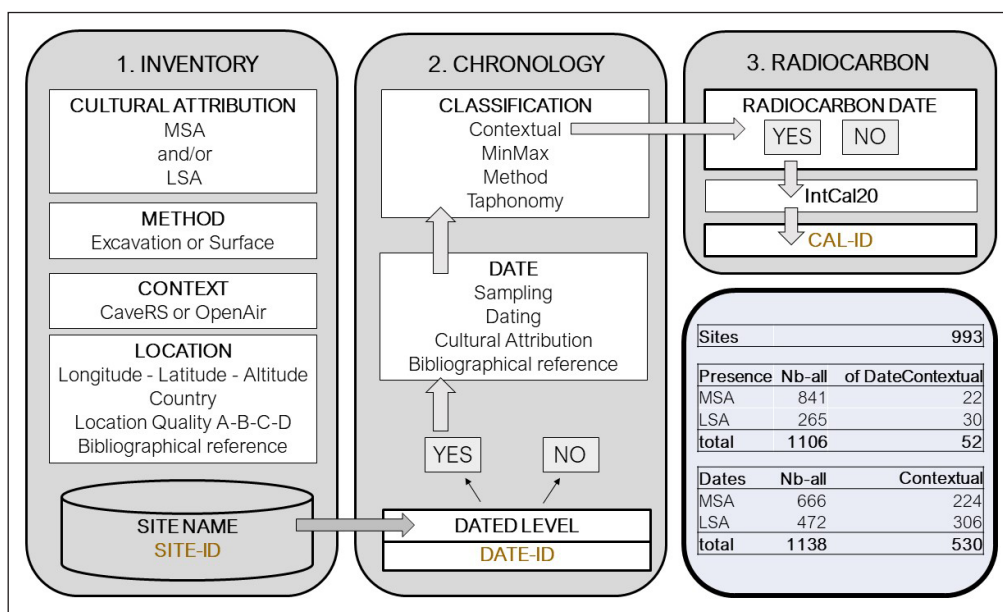 1. INVENTORY
CULTURAL ATTRIBUTION
MSA
and/or
LSA
METHOD
Excavation or Surface
CONTEXT
CaveRS or OpenAir
LOCATION
Longitude - Latitude - Altitude
Country
Location Quality A-B-C-D
Bibliographical reference
SITE NAME
SITE-ID
2. CHRONOLOGY
CLASSIFICATION
Contextual
MinMax
Method
Taphonomy
DATE
Sampling
Dating
Cultural Attribution
Bibliographical reference
YES NO
DATED LEVEL
DATE-ID
3. RADIOCARBON
RADIOCARBON DATE
YES NO
IntCal20
CAL-ID
Sites 993
Presence Nb-all of DateContextual
MSA 841 22
LSA 265 30
total 1106 52
Dates Nb-all Contextual
MSA 666 224
LSA 472 306
total 1138 530